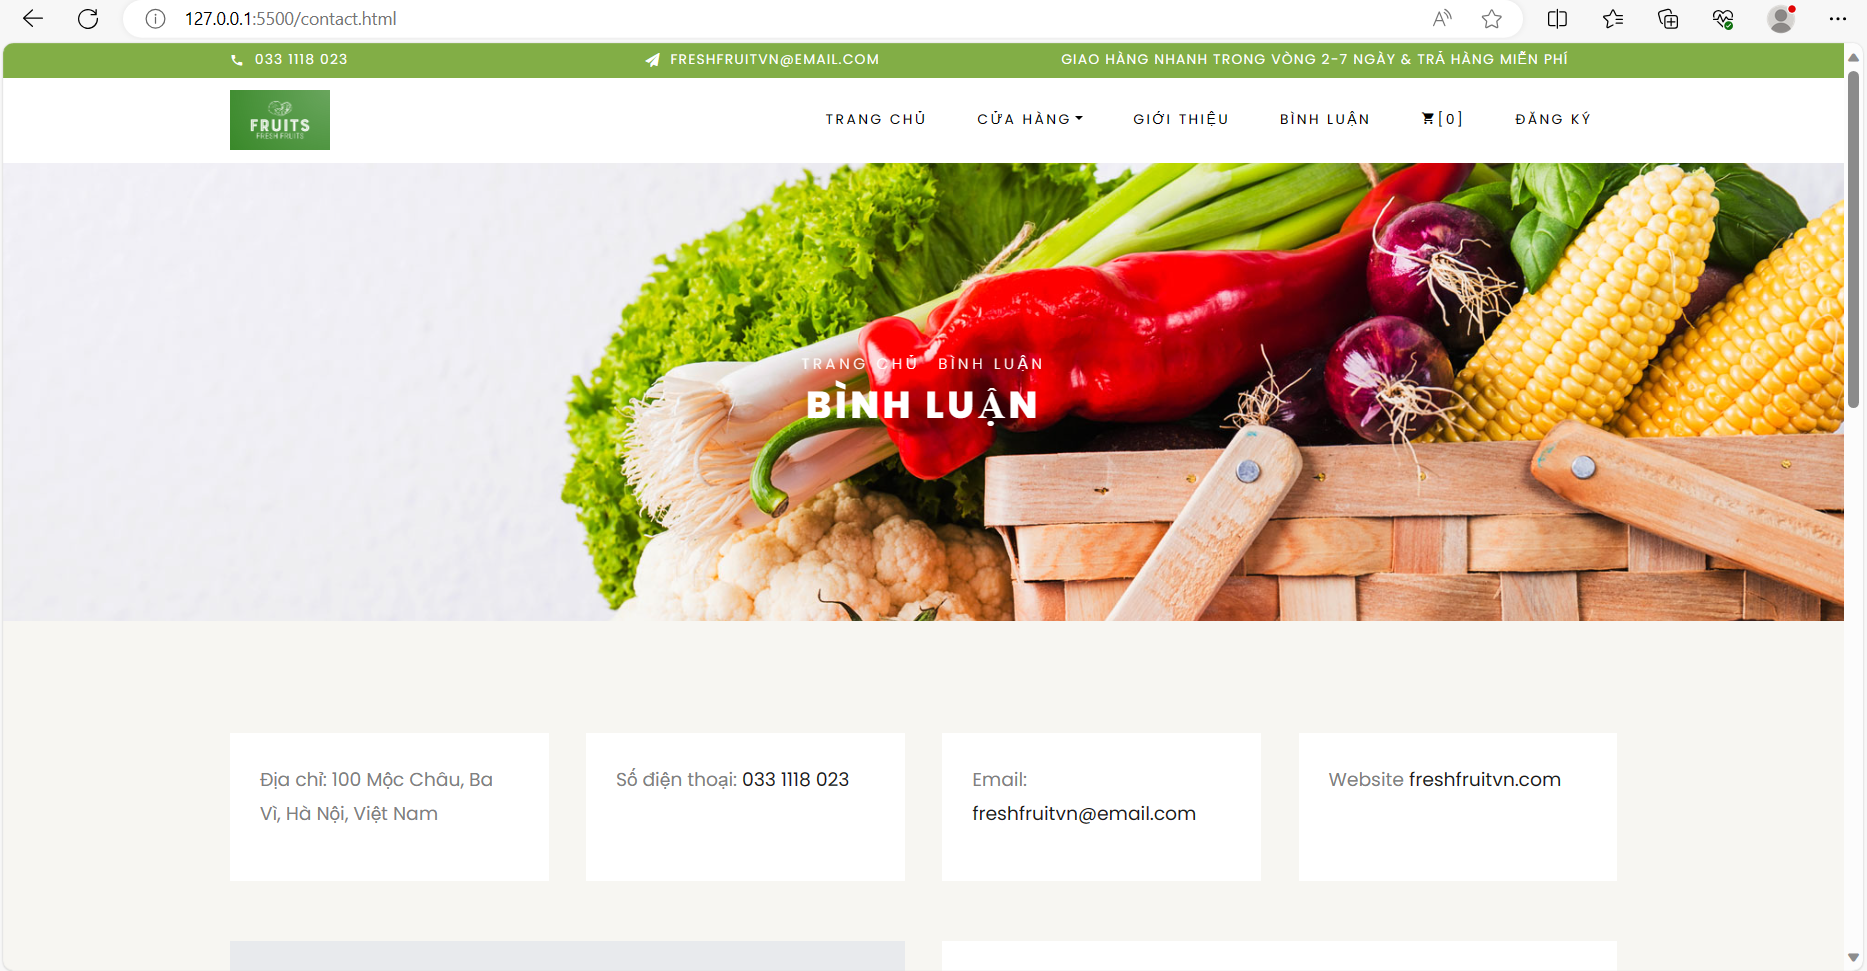 127.0.0.1:5500/contact.html
033 1118 023
FRESHFRUITVN@EMAIL.COM
GIAO HÀNG NHANH TRONG VÒNG 2-7 NGÀY & TRẢ HÀNG MIỄN PHÍ
FRUITS
FRESH FRUITS
TRANG CHỦ
CỬA HÀNG
GIỚI THIỆU
BÌNH LUẬN
[0]
ĐĂNG KÝ
TRANG CHỦ BÌNH LUẬN
BÌNH LUẬN
Địa chỉ: 100 Mộc Châu, Ba
Vì, Hà Nội, Việt Nam
Số điện thoại: 033 1118 023
Email:
freshfruitvn@email.com
Website freshfruitvn.com